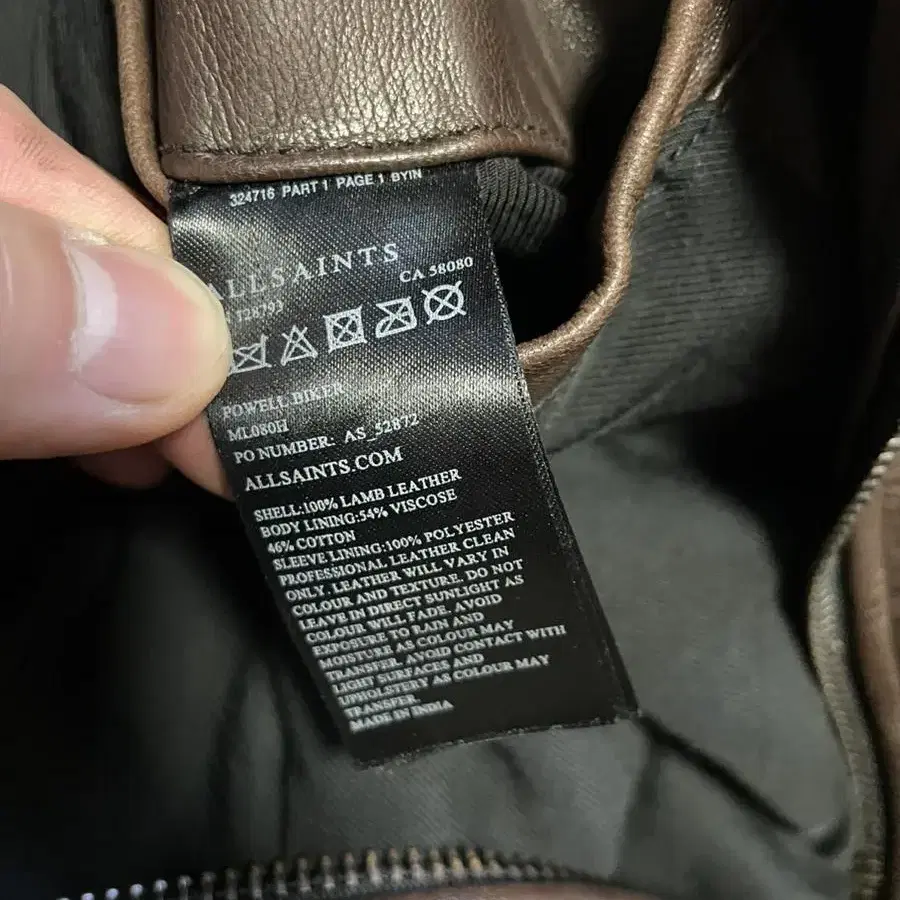 324716 PART 1 PAGE 1 BYIN
ALLSAINTS
CA 58080
POWELL BIKER
ML080H
PO NUMBER: AS_52872
ALLSAINTS.COM
SHELL:100% LAMB LEATHER
BODY LINING:54% VISCOSE
46% COTTON
SLEEVE LINING:100% POLYESTER
PROFESSIONAL LEATHER CLEAN
ONLY. LEATHER WILL VARY IN
COLOUR AND TEXTURE. DO NOT
LEAVE IN DIRECT SUNLIGHT AS
COLOUR WILL FADE. AVOID
EXPOSURE TO RAIN AND
MOISTURE AS COLOUR MAY
TRANSFER. AVOID CONTACT WITH
LIGHT SURFACES AND
UPHOLSTERY AS COLOUR MAY
TRANSFER.
MADE IN INDIA